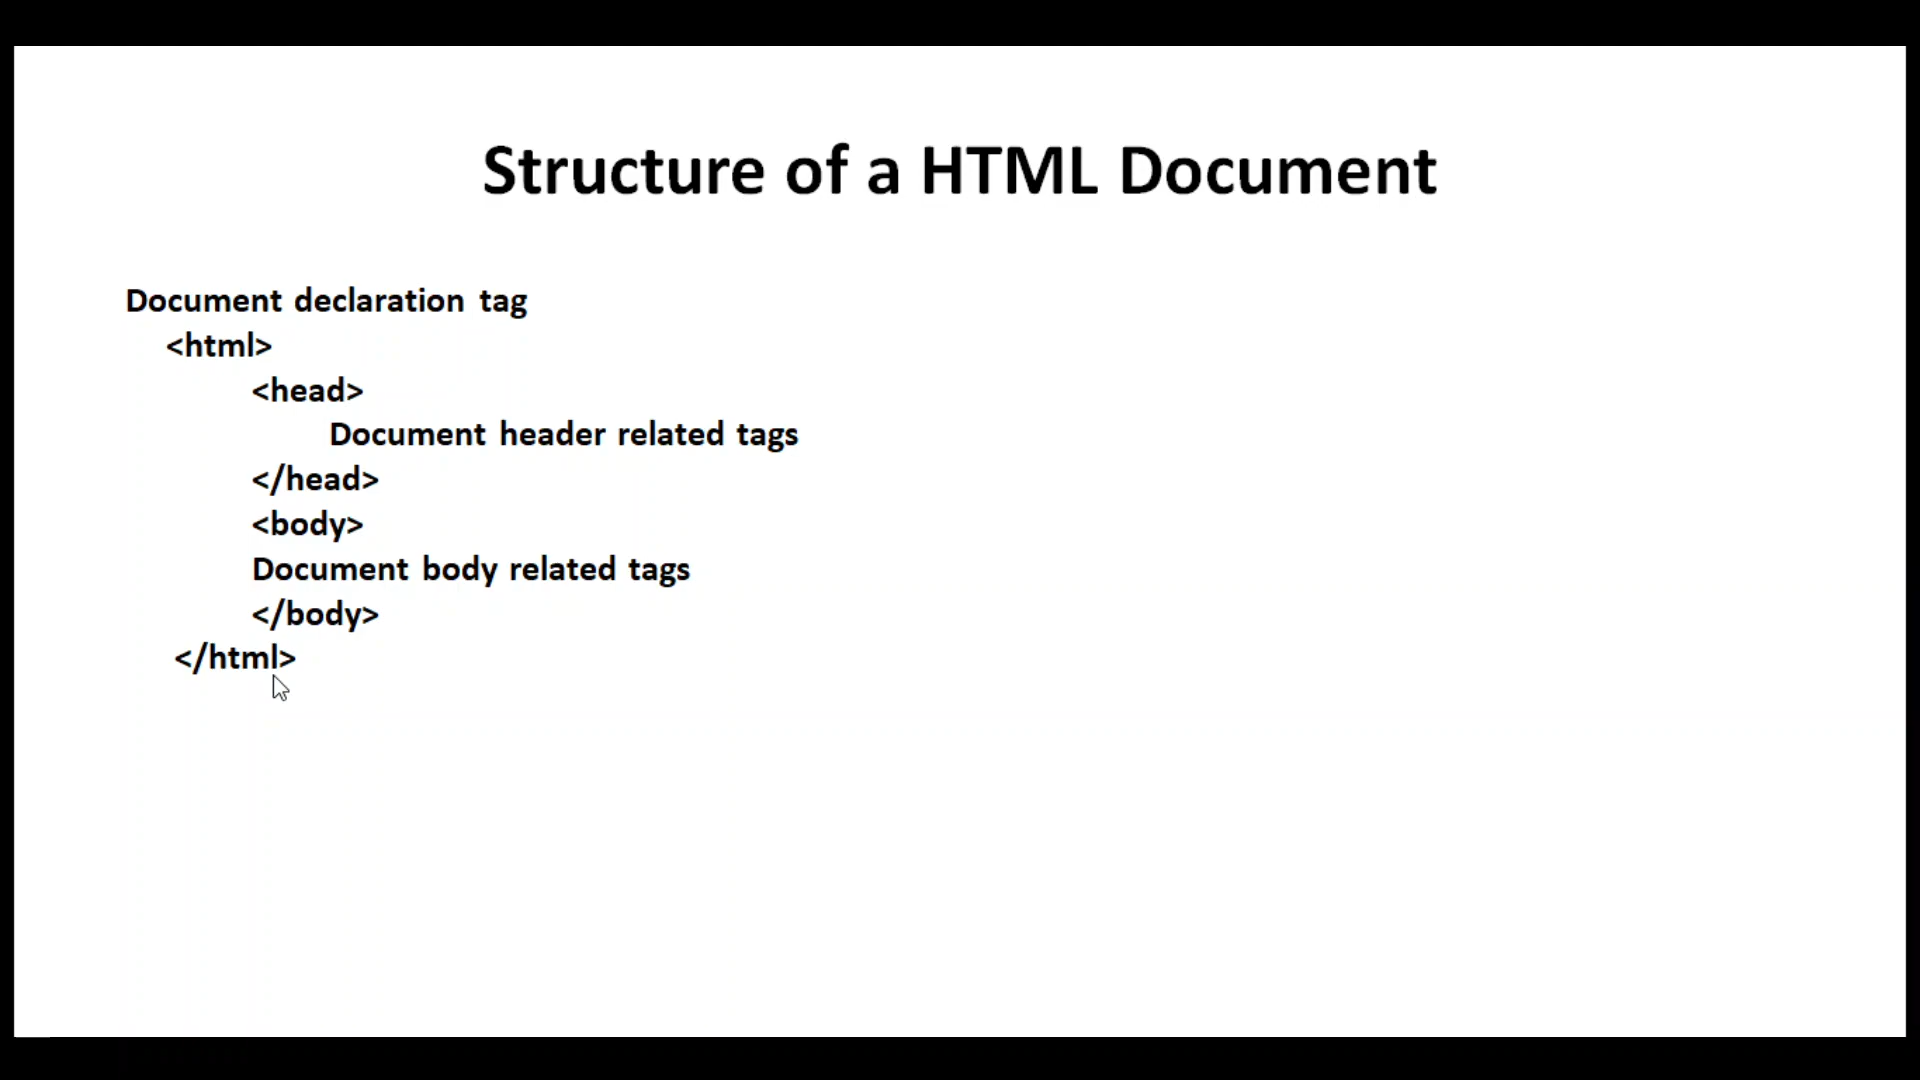 Structure of a HTML Document
Document declaration tag
<html>
<head>
Document header related tags
</head>
<body>
Document body related tags
</body>
</html>